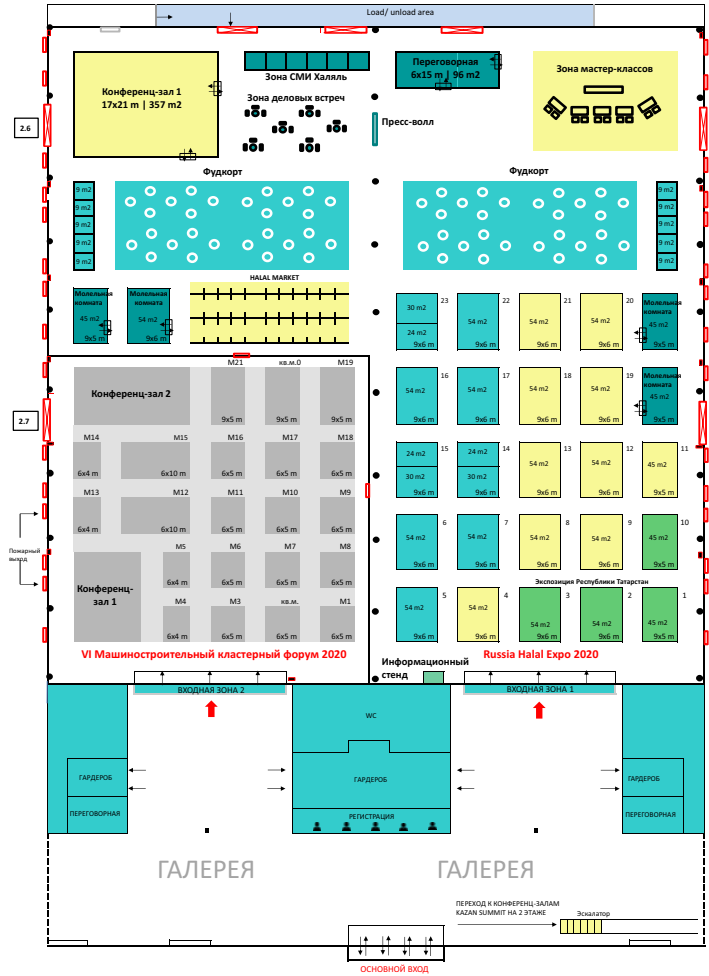 Load/ unload area
Конференц-зал 1
17x21 m | 357 m2
Зона СМИ Халяль
Зона деловых встреч
Переговорная
6x15 m | 96 m2
Пресс-волл
Зона мастер-классов
2.6
Фудкорт
Фудкорт
9 m2
9 m2
9 m2
9 m2
9 m2
9 m2
9 m2
9 m2
9 m2
9 m2
HALAL MARKET
Молельная
комната
45 m2
9x5 m
Молельная
комната
54 m2
9x6 m
30 m2
24 m2
9x6 m
23
54 m2
9x6 m
22
54 m2
9x6 m
21
54 m2
9x6 m
20
Молельная
комната
45 m2
9x5 m
Конференц-зал 2
M21
9x5 m
кв.м.0
9x5 m
M19
9x5 m
54 m2
9x6 m
16
54 m2
9x6 m
17
54 m2
9x6 m
18
54 m2
9x6 m
19
Молельная
комната
45 m2
9x5 m
2.7
M14
6x4 m
M15
6x10 m
M16
6x5 m
M17
6x5 m
M18
6x5 m
24 m2
30 m2
9x6 m
15
24 m2
30 m2
9x6 m
14
54 m2
9x6 m
13
54 m2
9x6 m
12
45 m2
9x5 m
11
M13
6x4 m
M12
6x10 m
M11
6x5 m
M10
6x5 m
M9
6x5 m
54 m2
9x6 m
6
54 m2
9x6 m
7
54 m2
9x6 m
8
54 m2
9x6 m
9
45 m2
9x5 m
10
Пожарный
выход
Конференц-
зал 1
M5
6x4 m
M6
6x5 m
M7
6x5 m
M8
6x5 m
Экспозиция Республики Татарстан
M4
6x4 m
M3
6x5 m
кв.м.
6x5 m
M1
6x5 m
54 m2
9x6 m
5
54 m2
9x6 m
4
54 m2
9x6 m
3
54 m2
9x6 m
2
45 m2
9x5 m
1
VI Машиностроительный кластерный форум 2020
Russia Halal Expo 2020
Информационный
стенд
ВХОДНАЯ ЗОНА 2
ВХОДНАЯ ЗОНА 1
WC
ГАРДЕРОБ
ГАРДЕРОБ
ГАРДЕРОБ
ПЕРЕГОВОРНАЯ
РЕГИСТРАЦИЯ
ПЕРЕГОВОРНАЯ
ГАЛЕРЕЯ
ГАЛЕРЕЯ
ПЕРЕХОД К КОНФЕРЕНЦ-ЗАЛАМ
KAZAN SUMMIT НА 2 ЭТАЖЕ
Эскалатор
ОСНОВНОЙ ВХОД